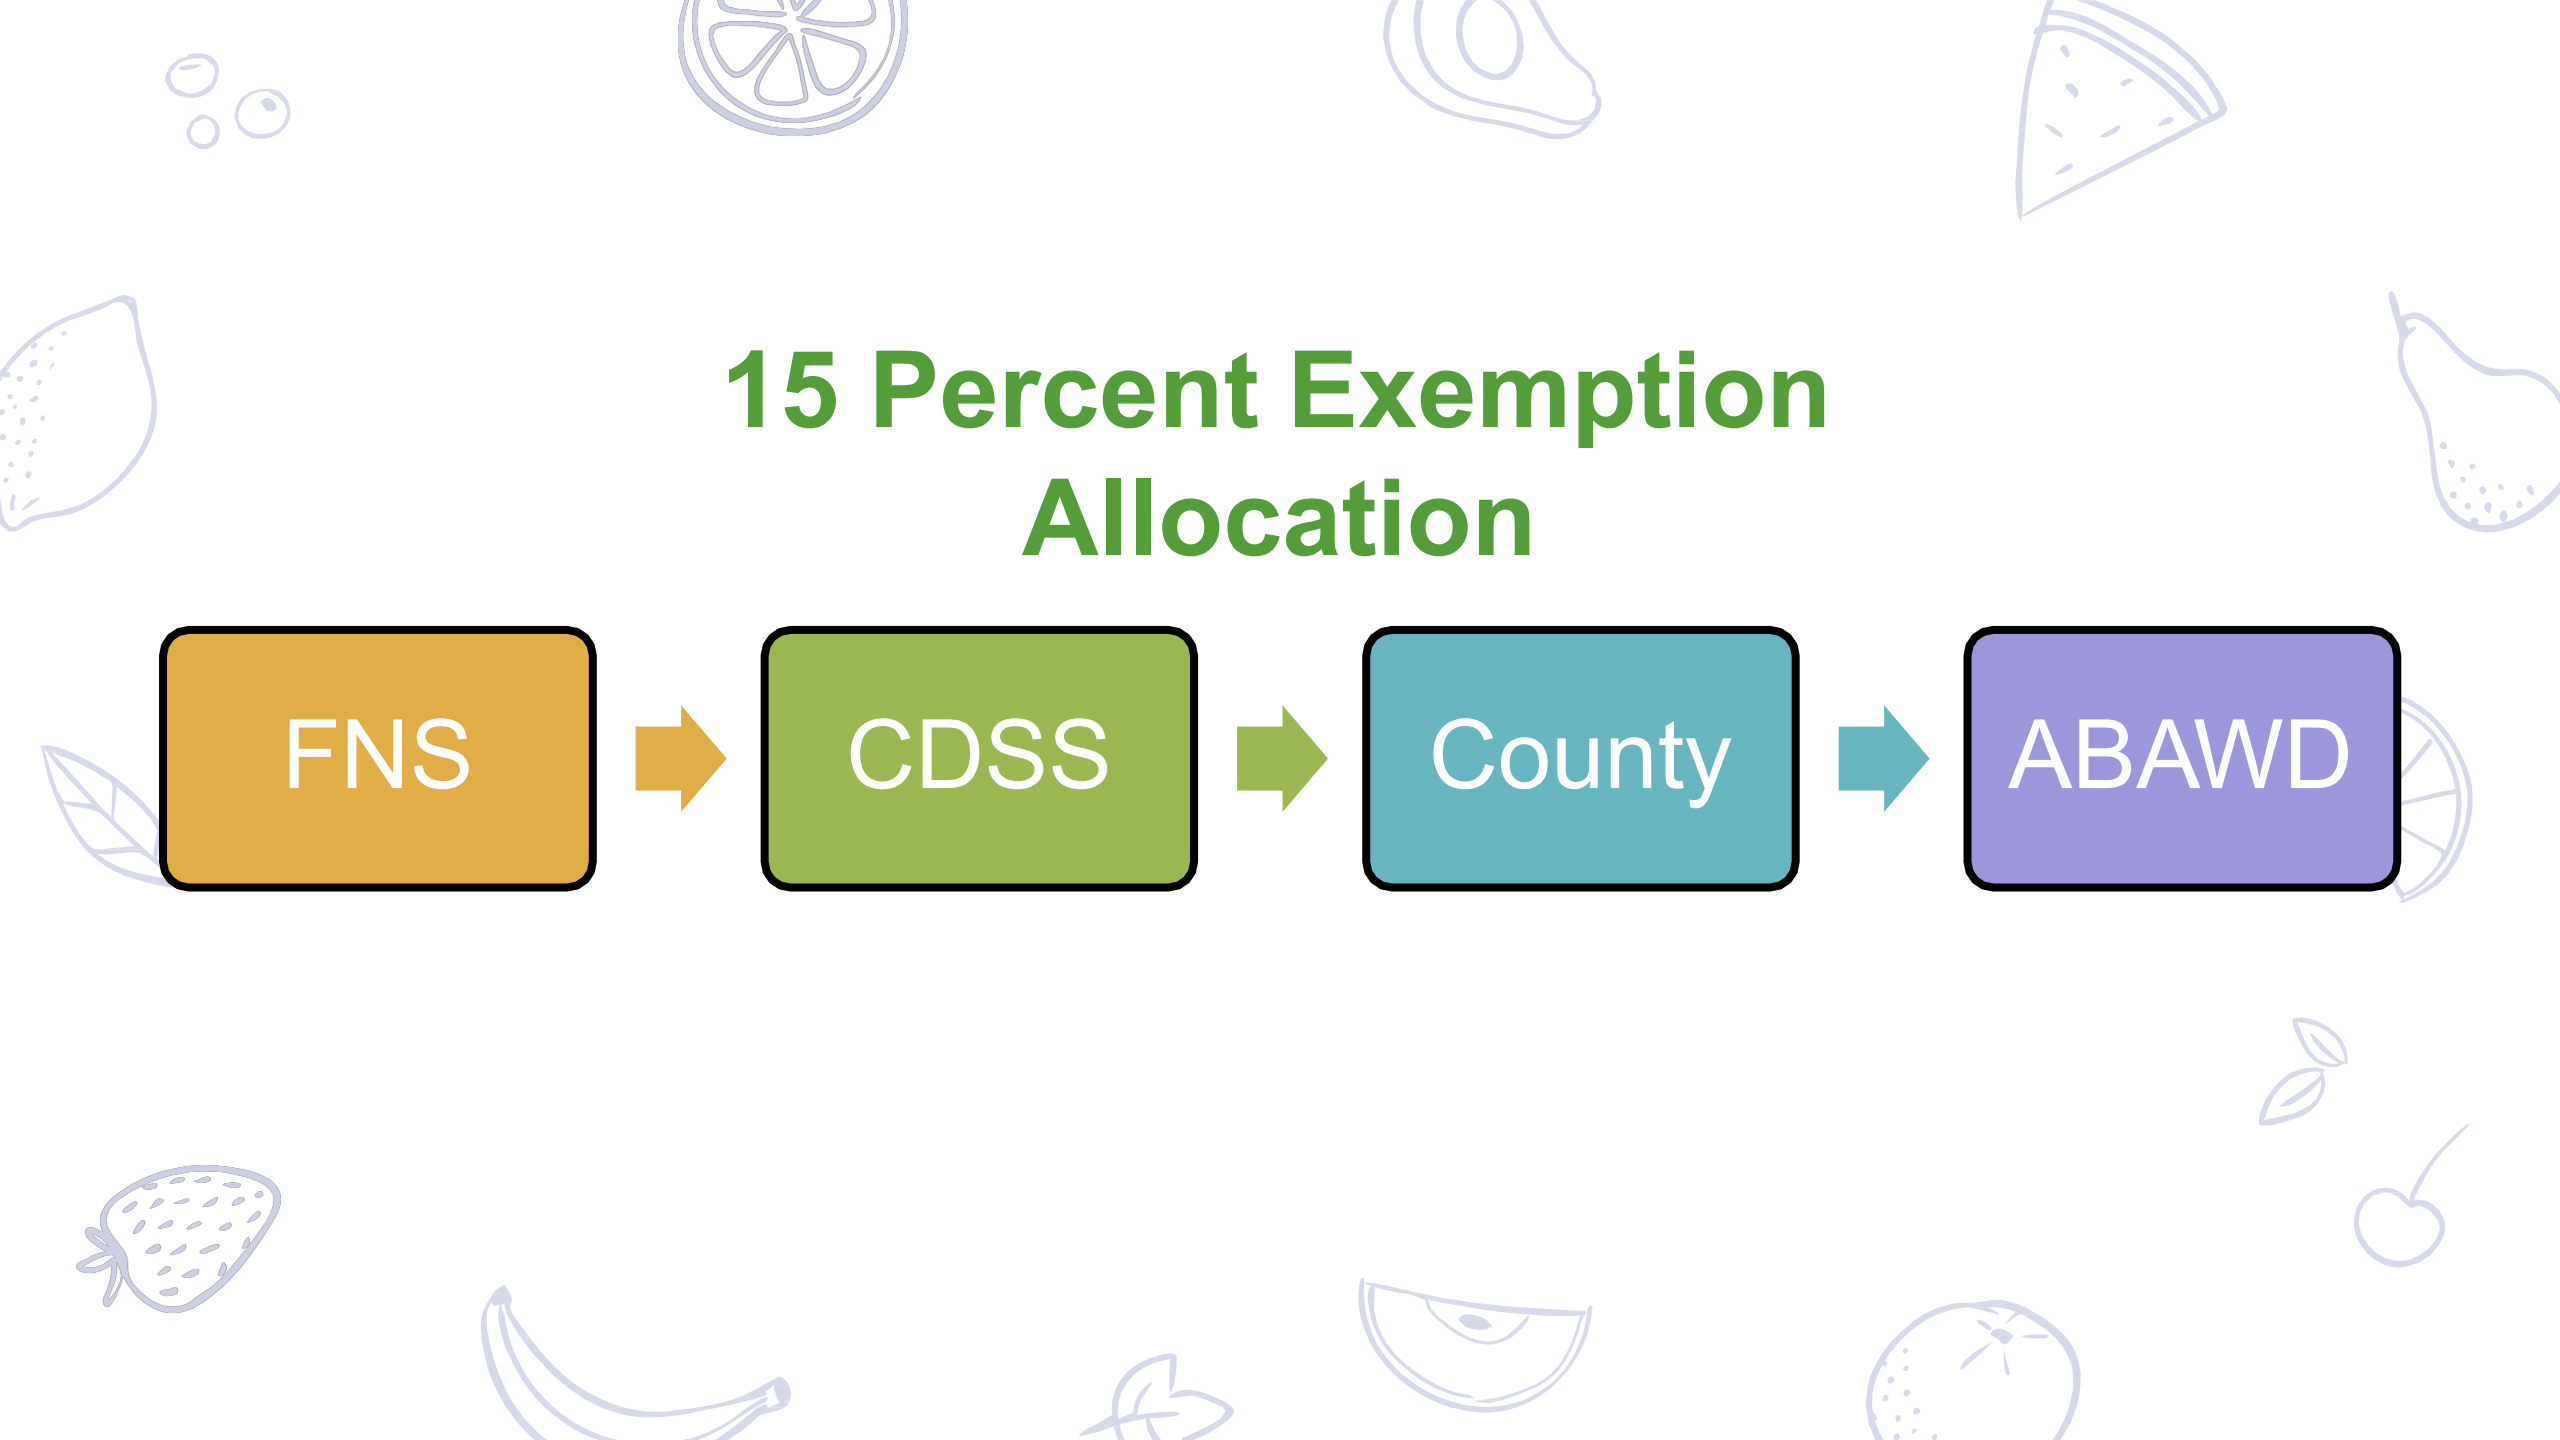 15 Percent Exemption
Allocation
FNS
CDSS
County
ABAWD